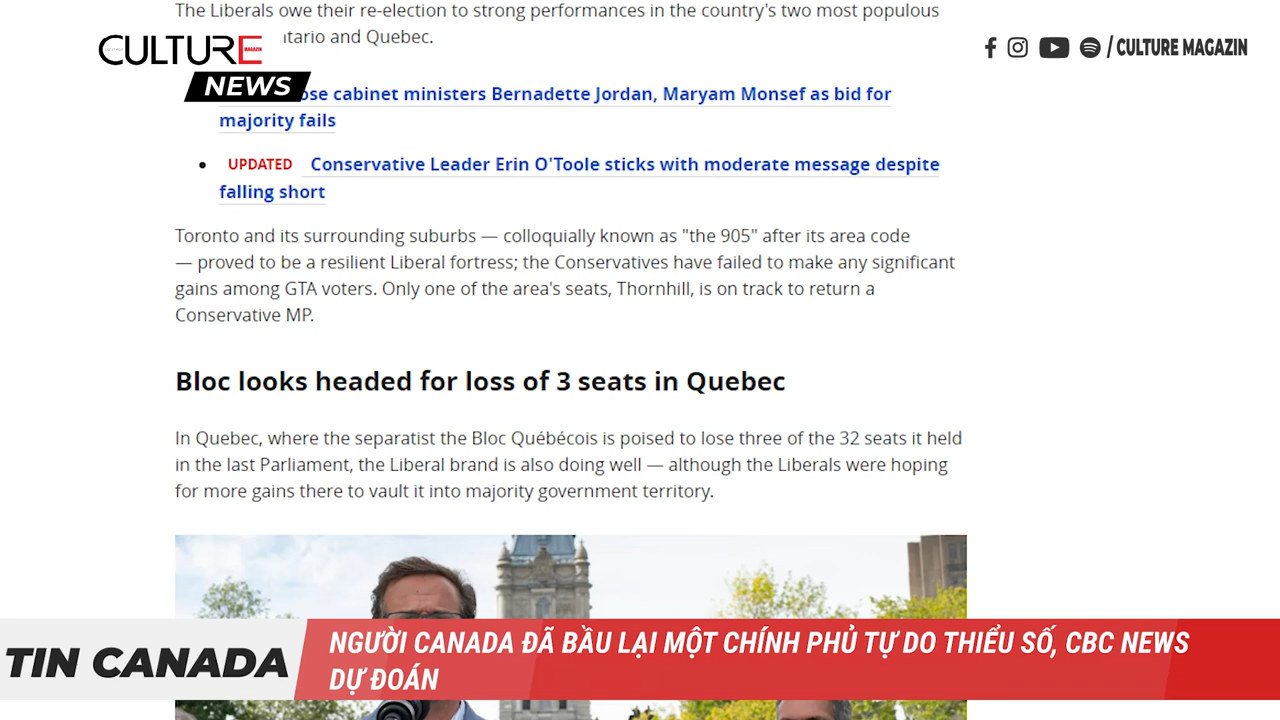 The Liberals owe their re-election to strong performances in the country's two most populous
and Quebec.
CULTURE
MAGAZIN
NEWS
/ CULTURE MAGAZIN
cabinet ministers Bernadette Jordan, Maryam Monsef as bid for
majority fails
• UPDATED Conservative Leader Erin O'Toole sticks with moderate message despite
falling short
Toronto and its surrounding suburbs — colloquially known as "the 905" after its area code
— proved to be a resilient Liberal fortress; the Conservatives have failed to make any significant
gains among GTA voters. Only one of the area's seats, Thornhill, is on track to return a
Conservative MP.
Bloc looks headed for loss of 3 seats in Quebec
In Quebec, where the separatist the Bloc Québécois is poised to lose three of the 32 seats it held
in the last Parliament, the Liberal brand is also doing well — although the Liberals were hoping
for more gains there to vault it into majority government territory.
TIN CANADA
NGƯỜI CANADA ĐÃ BẦU LẠI MỘT CHÍNH PHỦ TỰ DO THIỂU SỐ, CBC NEWS
DỰ ĐOÁN